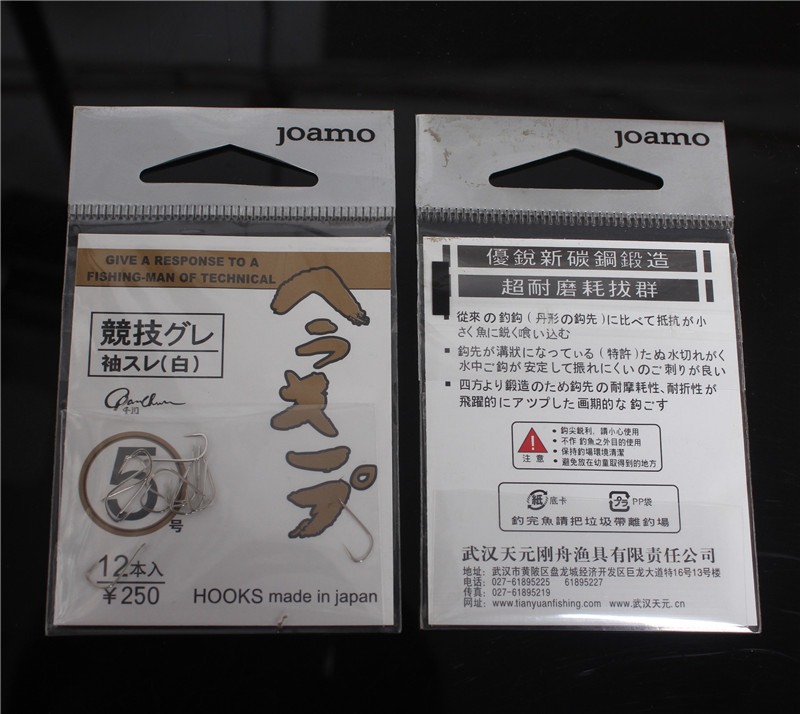 joamo
GIVE A RESPONSE TO A
FISHING-MAN OF TECHNICAL
競技グレ
袖スレ(白)
千川
へらキープ
5
号
12本入
¥250
HOOKS made in japan
joamo
優銳新碳鋼鍛造
超耐磨耗拔群
從來の釣鈎(丹形の鈎先)に比べて抵抗が小
さく魚に鋭く喰い込む
▪ 鈎先が溝狀になっている(特許)たぬ水切れがく
水中ご鈎が安定して振れにくいのご刺りが良い
▪ 四方より鍛造のため鈎先の耐摩耗性、耐折性が
飛躍的にアツプした画期的な鈎ごす
注意
• 鈎尖銳利,請小心使用
• 不作 釣魚之外目的使用
• 保持釣場環境清潔
• 避免放在幼童取得到的地方
紙 底卡
プラ PP袋
釣完魚請把垃圾帶離釣場
武汉天元刚舟渔具有限责任公司
地址: 武汉市黄陂区盘龙城经济开发区巨龙大道特16号13号楼
电话: 027-61895225 61895227
传真: 027-61895219
网址: www.tianyuanfishing.com www.武汉天元.cn